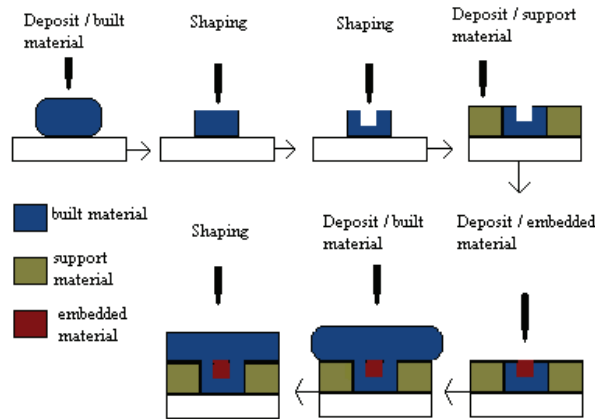 Deposit / built
material
Shaping
Shaping
Deposit / support
material
built material
support
material
embedded
material
Shaping
Deposit / built
material
Deposit / embedded
material